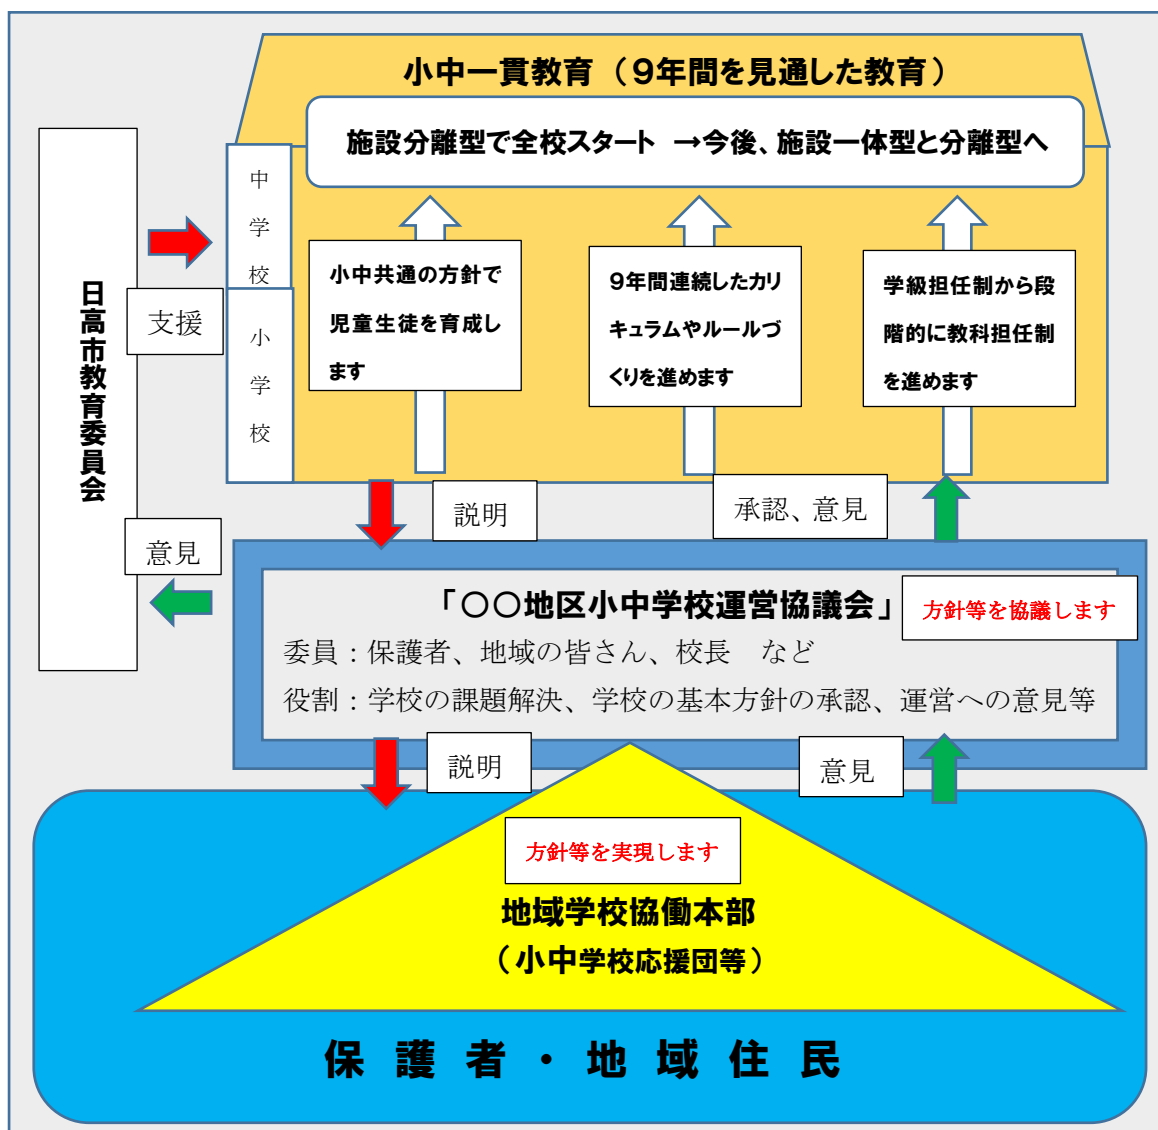 小中一貫教育（９年間を見通した教育）
施設分離型で全校スタート　→今後、施設一体型と分離型へ
日高市教育委員会
支援
意見
中学校
小学校
小中共通の方針で
児童生徒を育成し
ます
９年間連続したカリ
キュラムやルールづ
くりを進めます
学級担任制から段
階的に教科担任制
を進めます
説明
承認、意見
「○○地区小中学校運営協議会」
方針等を協議します
委員：保護者、地域の皆さん、校長　など
役割：学校の課題解決、学校の基本方針の承認、運営への意見等
説明
意見
方針等を実現します
地域学校協働本部
（小中学校応援団等）
保護者・地域住民